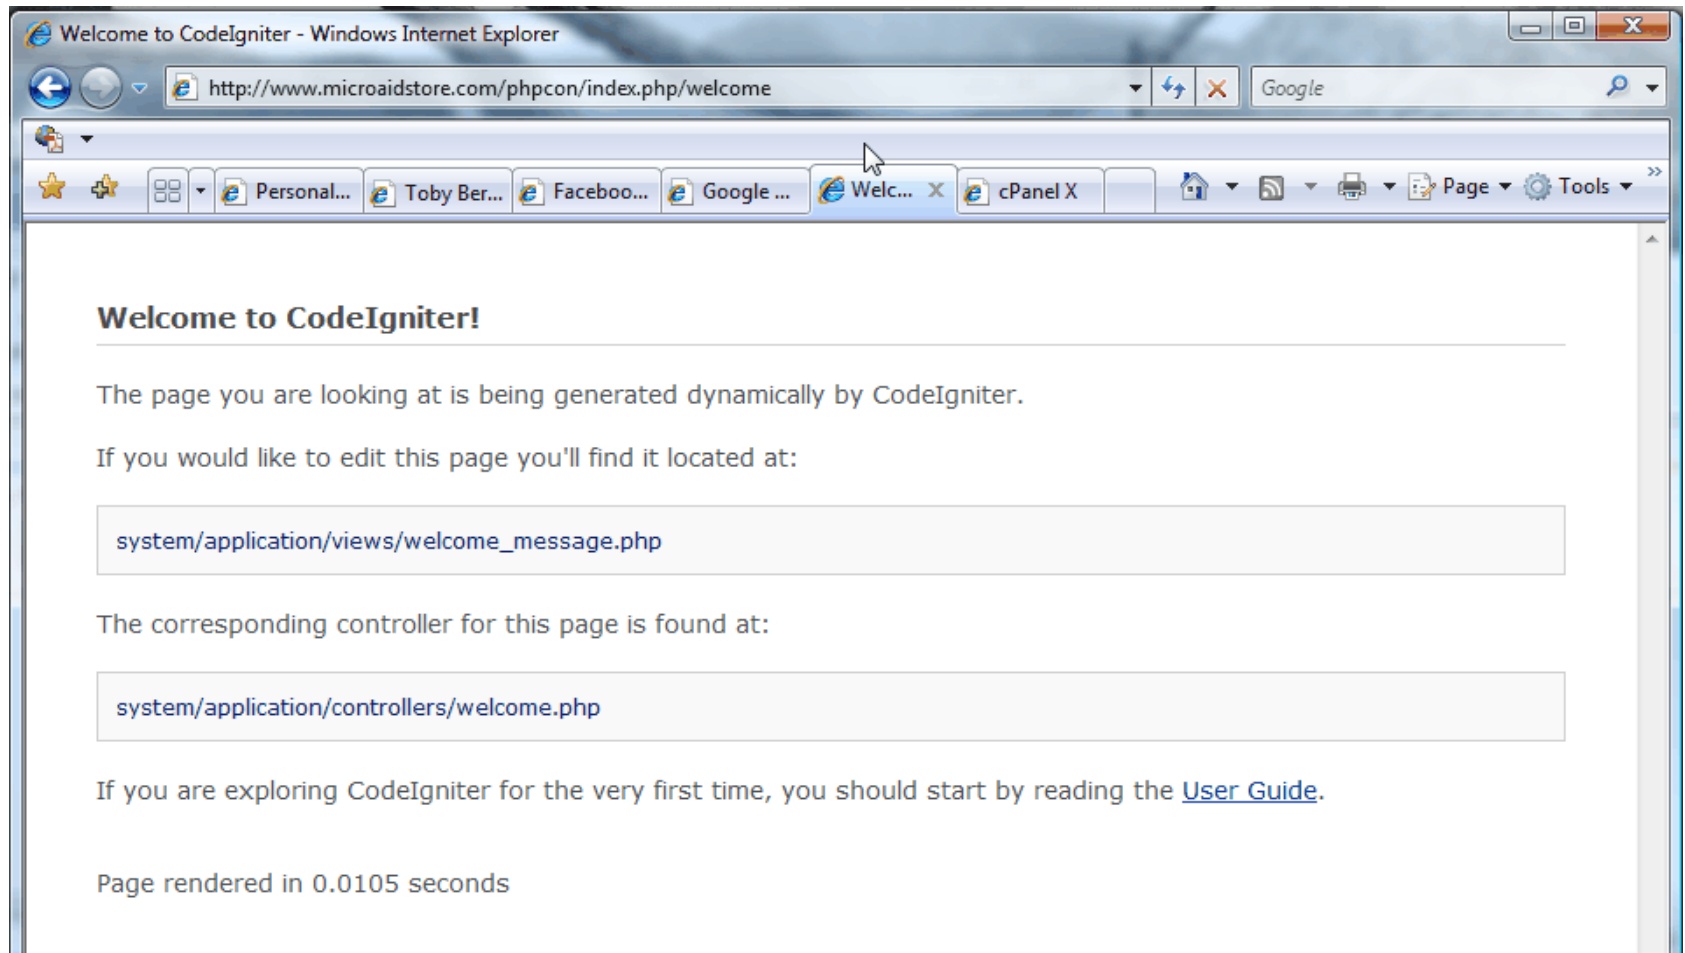 Welcome to CodeIgniter - Windows Internet Explorer
http://www.microaidstore.com/phpcon/index.php/welcome
Google
Personal...
Toby Ber...
Faceboo...
Google ...
Welc...
cPanel X
Page
Tools
Welcome to CodeIgniter!
The page you are looking at is being generated dynamically by CodeIgniter.
If you would like to edit this page you'll find it located at:
system/application/views/welcome_message.php
The corresponding controller for this page is found at:
system/application/controllers/welcome.php
If you are exploring CodeIgniter for the very first time, you should start by reading the User Guide.
Page rendered in 0.0105 seconds